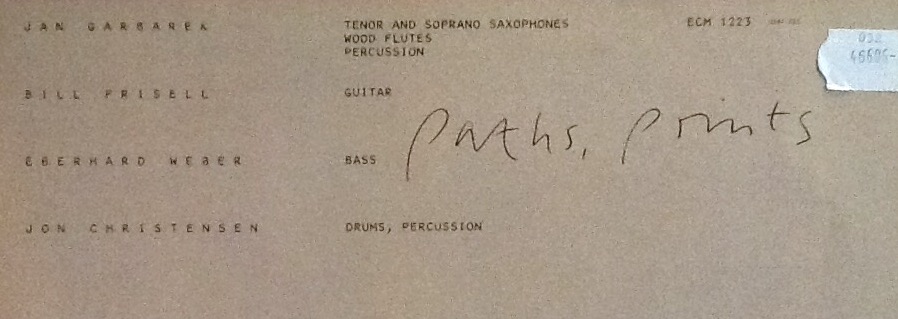 JAN GARBAREK TENOR AND SOPRANO SAXOPHONES ECM 1223
WOOD FLUTES
PERCUSSION
BILL FRISELL GUITAR
paths, prints
EBERHARD WEBER BASS
JON CHRISTENSEN DRUMS, PERCUSSION